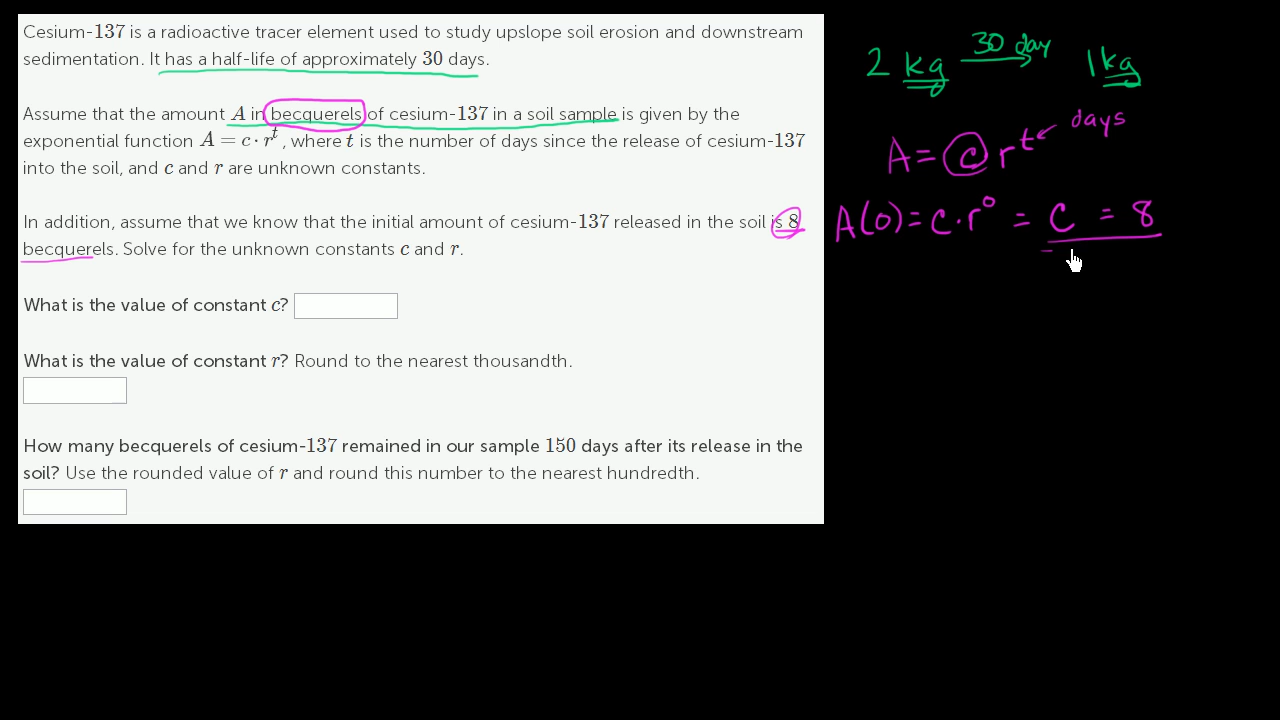 Cesium-137 is a radioactive tracer element used to study upslope soil erosion and downstream
sedimentation. It has a half-life of approximately 30 days.
Assume that the amount A in becquerels of cesium-137 in a soil sample is given by the
exponential function A = c · r^t, where t is the number of days since the release of cesium-137
into the soil, and c and r are unknown constants.
In addition, assume that we know that the initial amount of cesium-137 released in the soil is 8
becquerels. Solve for the unknown constants c and r.
What is the value of constant c?
What is the value of constant r? Round to the nearest thousandth.
How many becquerels of cesium-137 remained in our sample 150 days after its release in the
soil? Use the rounded value of r and round this number to the nearest hundredth.
2 kg 30 day 1 kg
A = c r^t ← days
A(0) = c · r^0 = c = 8